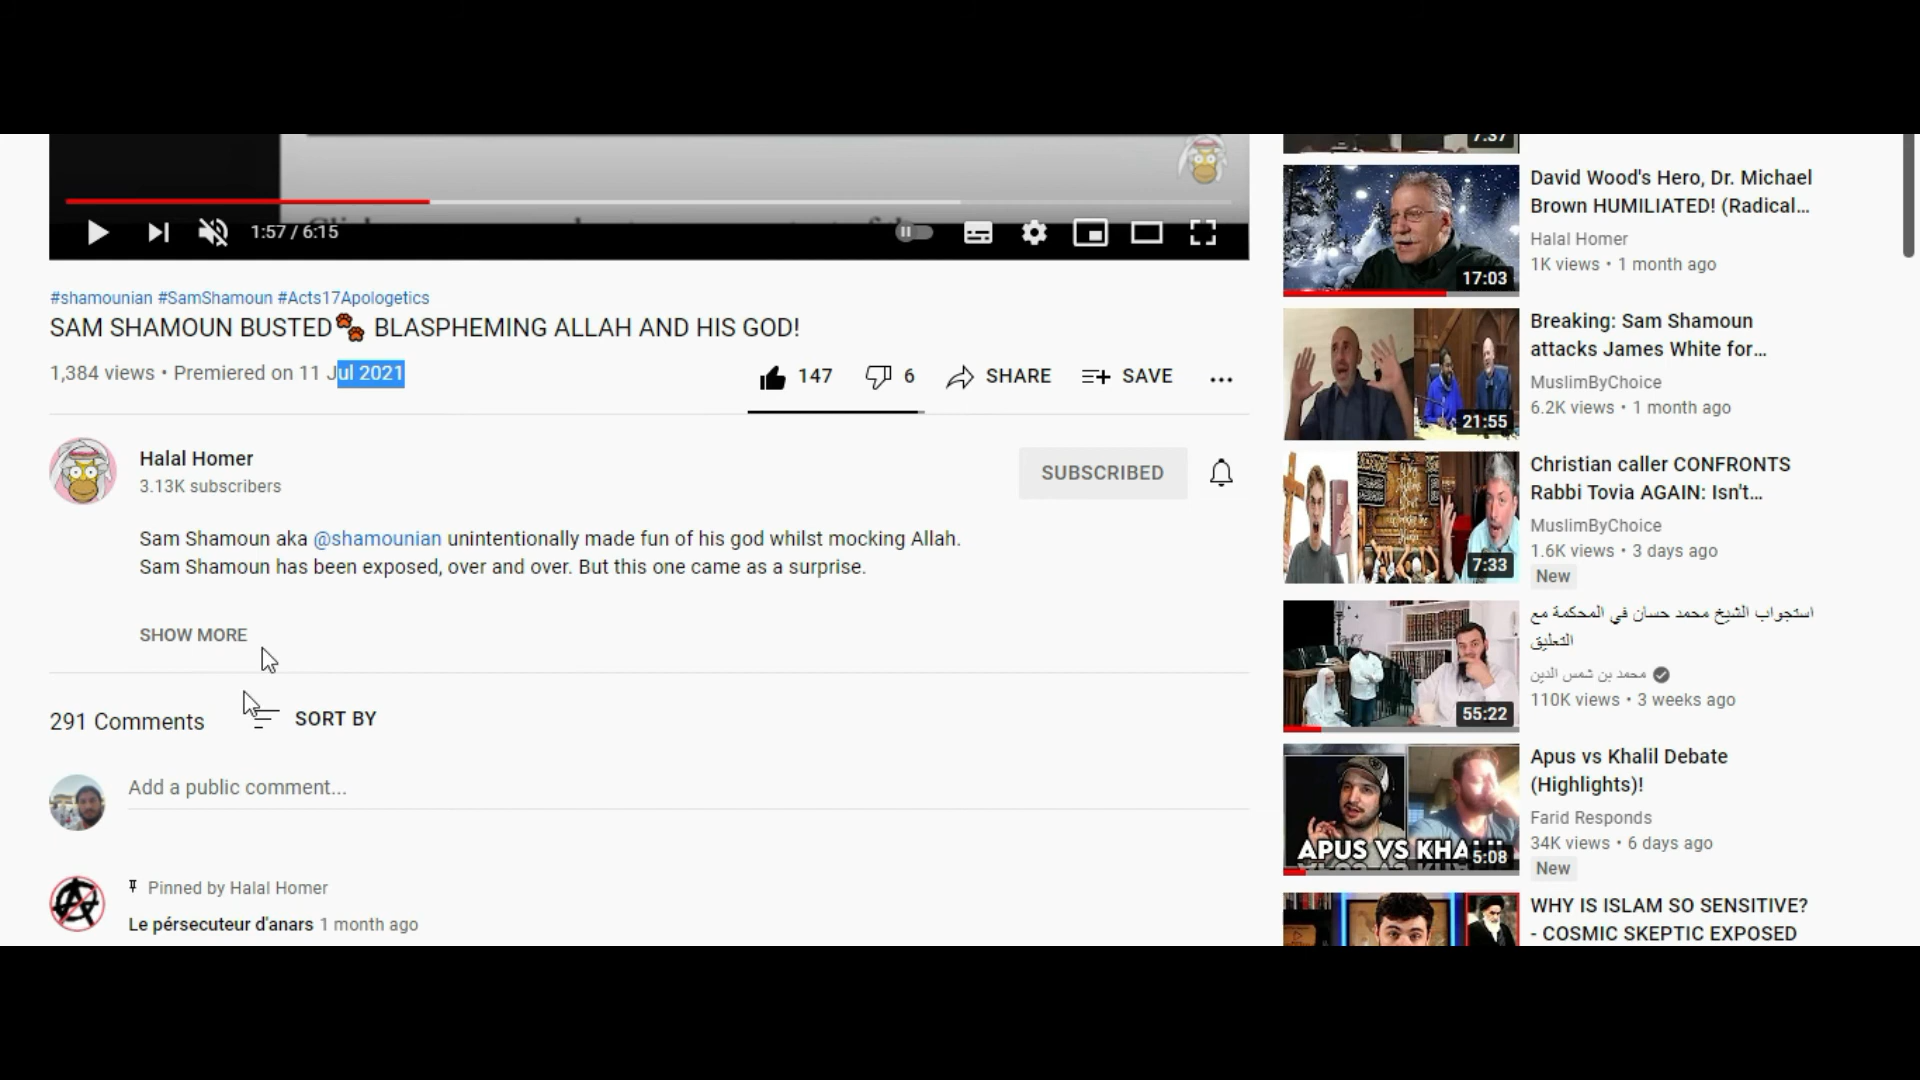 1:57 / 6:15
#shamounian #SamShamoun #Acts17Apologetics
SAM SHAMOUN BUSTED🐾 BLASPHEMING ALLAH AND HIS GOD!
1,384 views • Premiered on 11 Jul 2021
147
6
SHARE
SAVE
Halal Homer
3.13K subscribers
SUBSCRIBED
Sam Shamoun aka @shamounian unintentionally made fun of his god whilst mocking Allah.
Sam Shamoun has been exposed, over and over. But this one came as a surprise.
SHOW MORE
291 Comments
SORT BY
Add a public comment...
Pinned by Halal Homer
Le pérsecuteur d'anars 1 month ago
7:37
17:03
David Wood's Hero, Dr. Michael
Brown HUMILIATED! (Radical...
Halal Homer
1K views • 1 month ago
21:55
Breaking: Sam Shamoun
attacks James White for...
MuslimByChoice
6.2K views • 1 month ago
7:33
Christian caller CONFRONTS
Rabbi Tovia AGAIN: Isn't...
MuslimByChoice
1.6K views • 3 days ago
New
55:22
استجواب الشيخ محمد حسان في المحكمة مع
التعليق
محمد بن شمس الدين
110K views • 3 weeks ago
APUS VS KHA
5:08
Apus vs Khalil Debate
(Highlights)!
Farid Responds
34K views • 6 days ago
New
WHY IS ISLAM SO SENSITIVE?
- COSMIC SKEPTIC EXPOSED